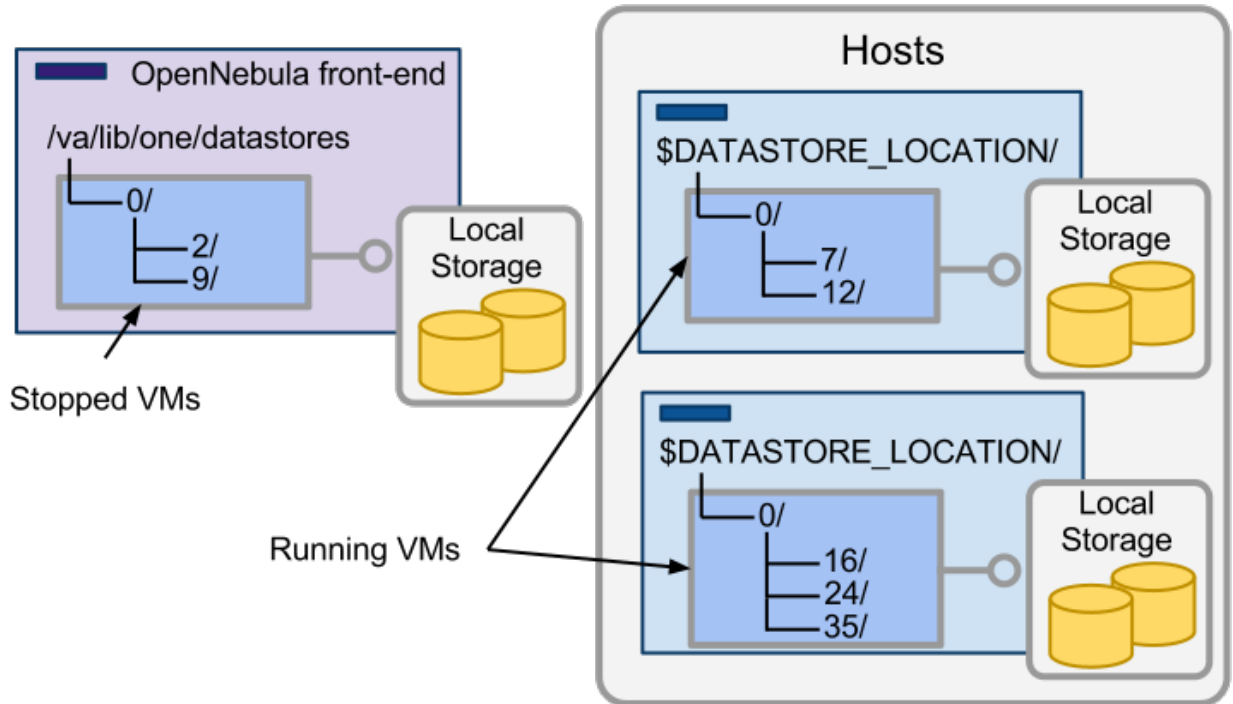 OpenNebula front-end
/va/lib/one/datastores
0/
2/
9/
Local
Storage
Stopped VMs
Hosts
$DATASTORE_LOCATION/
0/
7/
12/
Local
Storage
Running VMs
$DATASTORE_LOCATION/
0/
16/
24/
35/
Local
Storage